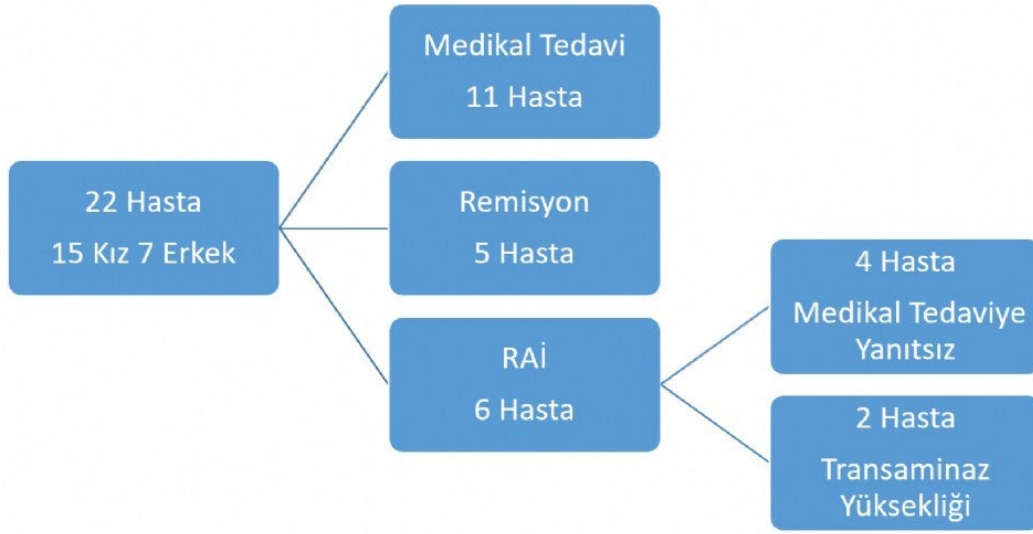 22 Hasta
15 Kız 7 Erkek
Medikal Tedavi
11 Hasta
Remisyon
5 Hasta
RAİ
6 Hasta
4 Hasta
Medikal Tedaviye
Yanıtsız
2 Hasta
Transaminaz
Yüksekliği